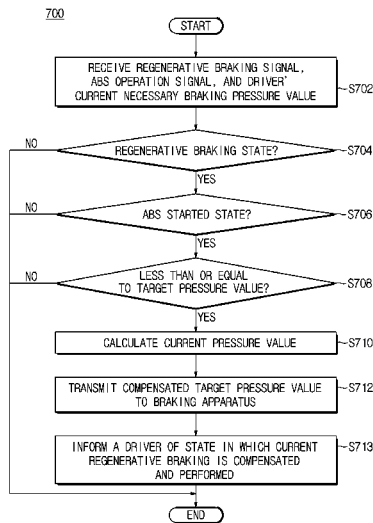 700
START
RECEIVE REGENERATIVE BRAKING SIGNAL,
ABS OPERATION SIGNAL, AND DRIVER'
CURRENT NECESSARY BRAKING PRESSURE VALUE
S702
NO
REGENERATIVE BRAKING STATE?
S704
YES
NO
ABS STARTED STATE?
S706
YES
NO
LESS THAN OR EQUAL
TO TARGET PRESSURE VALUE?
S708
YES
CALCULATE CURRENT PRESSURE VALUE
S710
TRANSMIT COMPENSATED TARGET PRESSURE VALUE
TO BRAKING APPARATUS
S712
INFORM A DRIVER OF STATE IN WHICH CURRENT
REGENERATIVE BRAKING IS COMPENSATED
AND PERFORMED
S713
END